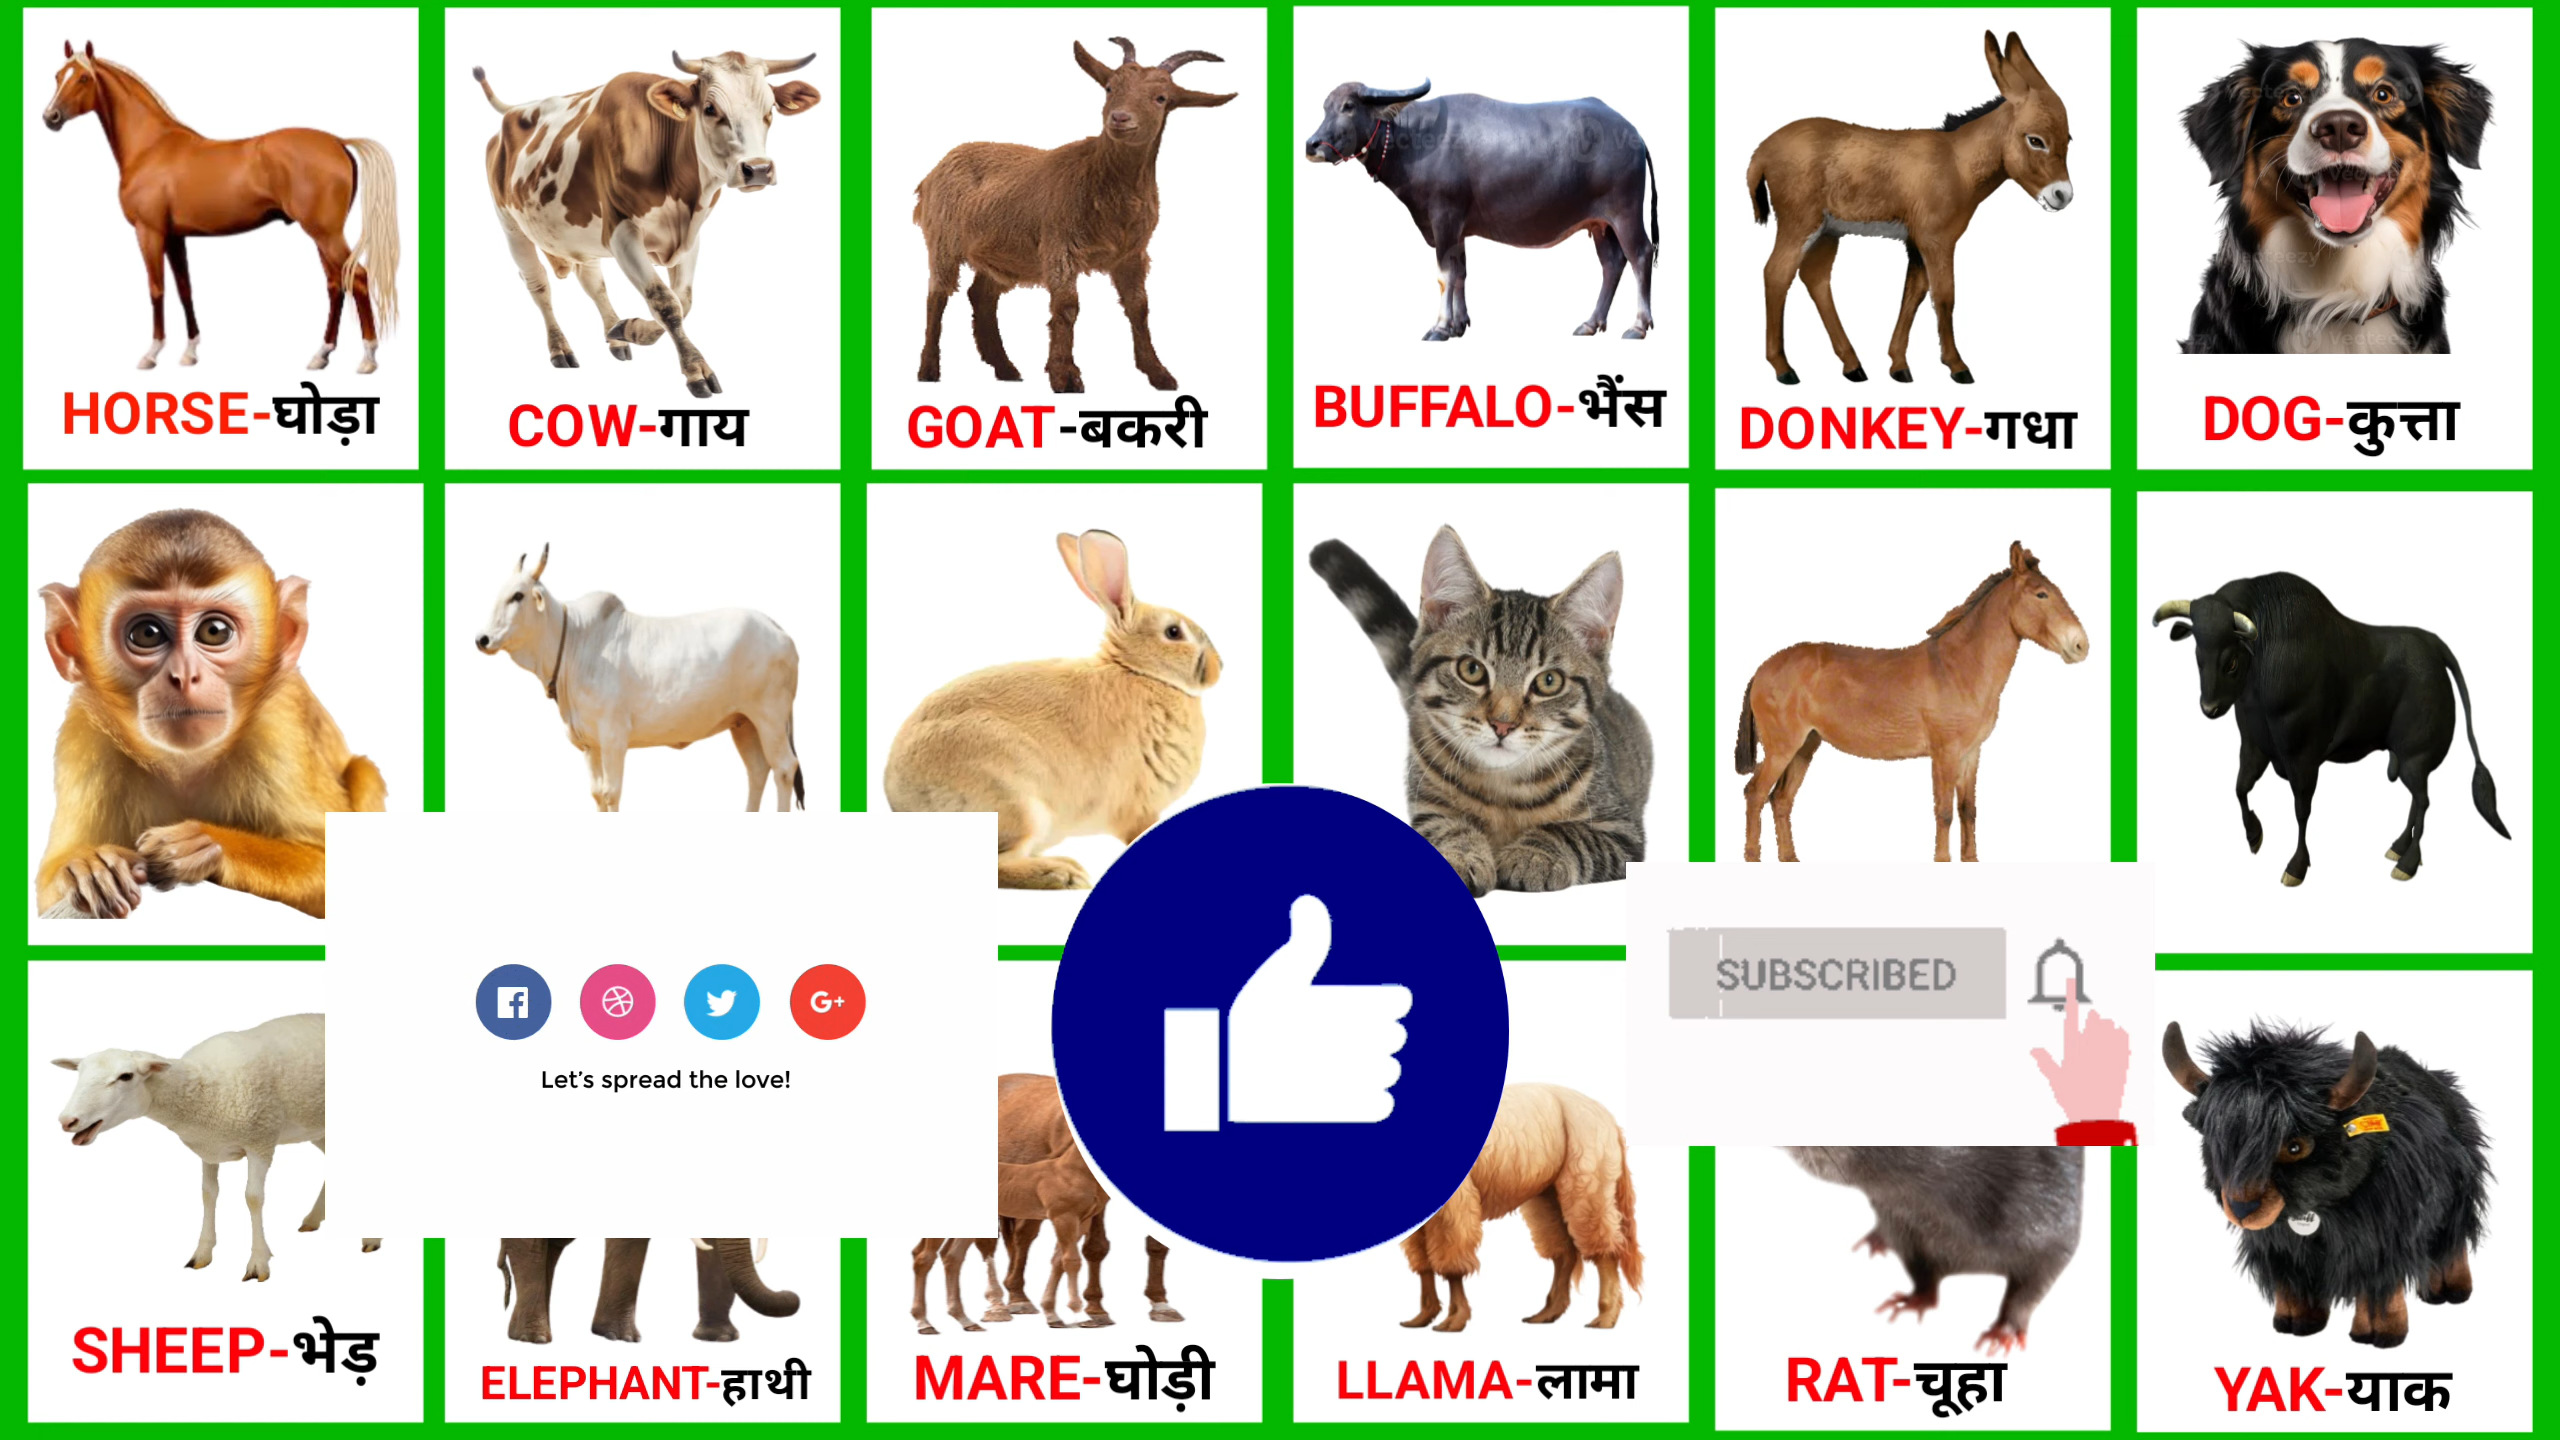 HORSE-घोड़ा
COW-गाय
GOAT-बकरी
BUFFALO-भैंस
DONKEY-गधा
DOG-कुत्ता
SUBSCRIBED
G+
Let's spread the love!
SHEEP-भेड़
ELEPHANT-हाथी
MARE-घोड़ी
LLAMA-लामा
RAT-चूहा
YAK-याक